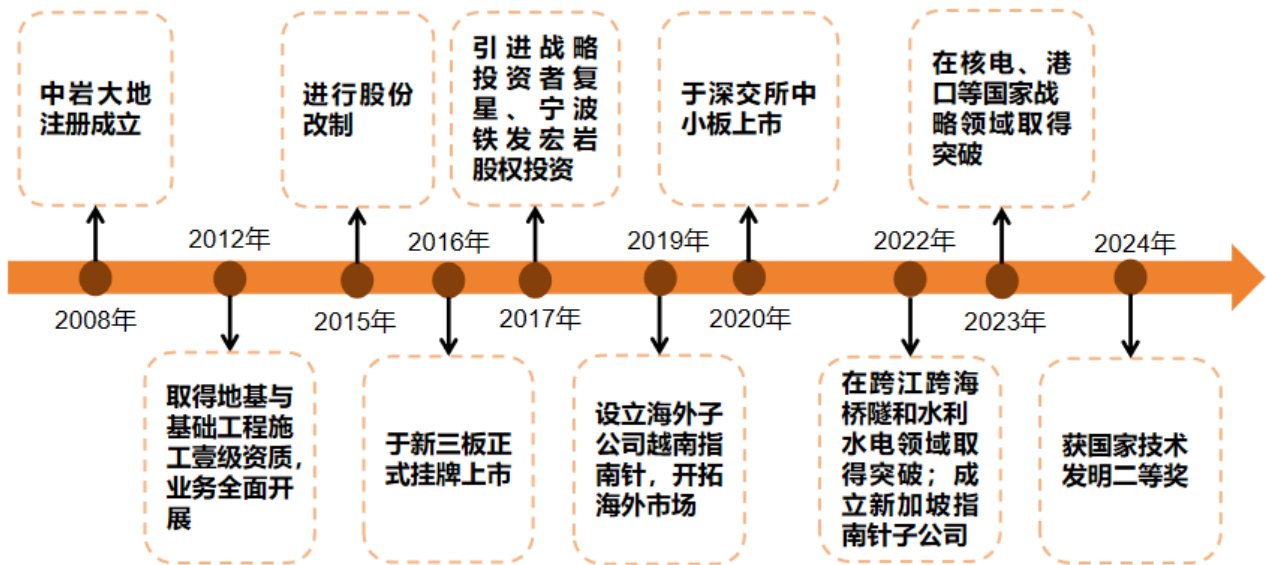 中岩大地
注册成立
进行股份
改制
引进战略
投资者复
星、宁波
铁发宏岩
股权投资
于深交所中
小板上市
在核电、港
口等国家战
略领域取得
突破
2012年
2016年
2019年
2022年
2024年
2008年
2015年
2017年
2020年
2023年
取得地基与
基础工程施
工壹级资质，
业务全面开
展
于新三板正
式挂牌上市
设立海外子
公司越南指
南针，开拓
海外市场
在跨江跨海
桥隧和水利
水电领域取
得突破；成
立新加坡指
南针子公司
获国家技术
发明二等奖